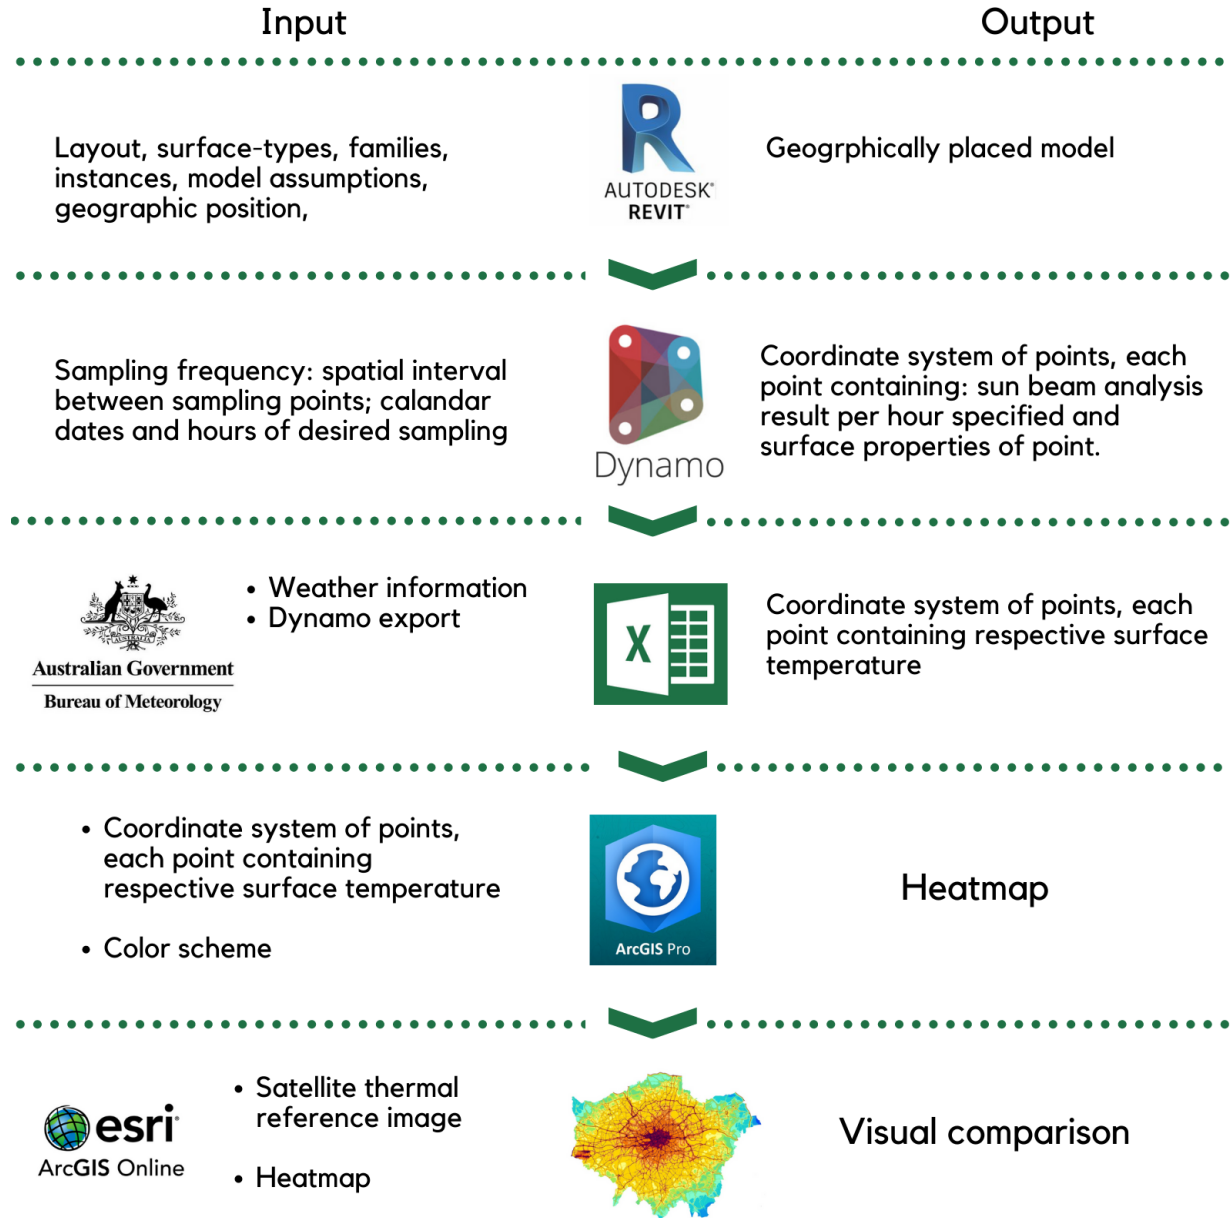 Input
Output
Layout, surface-types, families,
instances, model assumptions,
geographic position,
AUTODESK®
REVIT®
Geogrphically placed model
Sampling frequency: spatial interval
between sampling points; calandar
dates and hours of desired sampling
Dynamo
Coordinate system of points, each
point containing: sun beam analysis
result per hour specified and
surface properties of point.
AUSTRALIA
Australian Government
Bureau of Meteorology
• Weather information
• Dynamo export
X
Coordinate system of points, each
point containing respective surface
temperature
• Coordinate system of points,
each point containing
respective surface temperature
• Color scheme
ArcGIS Pro
Heatmap
esri
ArcGIS Online
• Satellite thermal
reference image
• Heatmap
Visual comparison